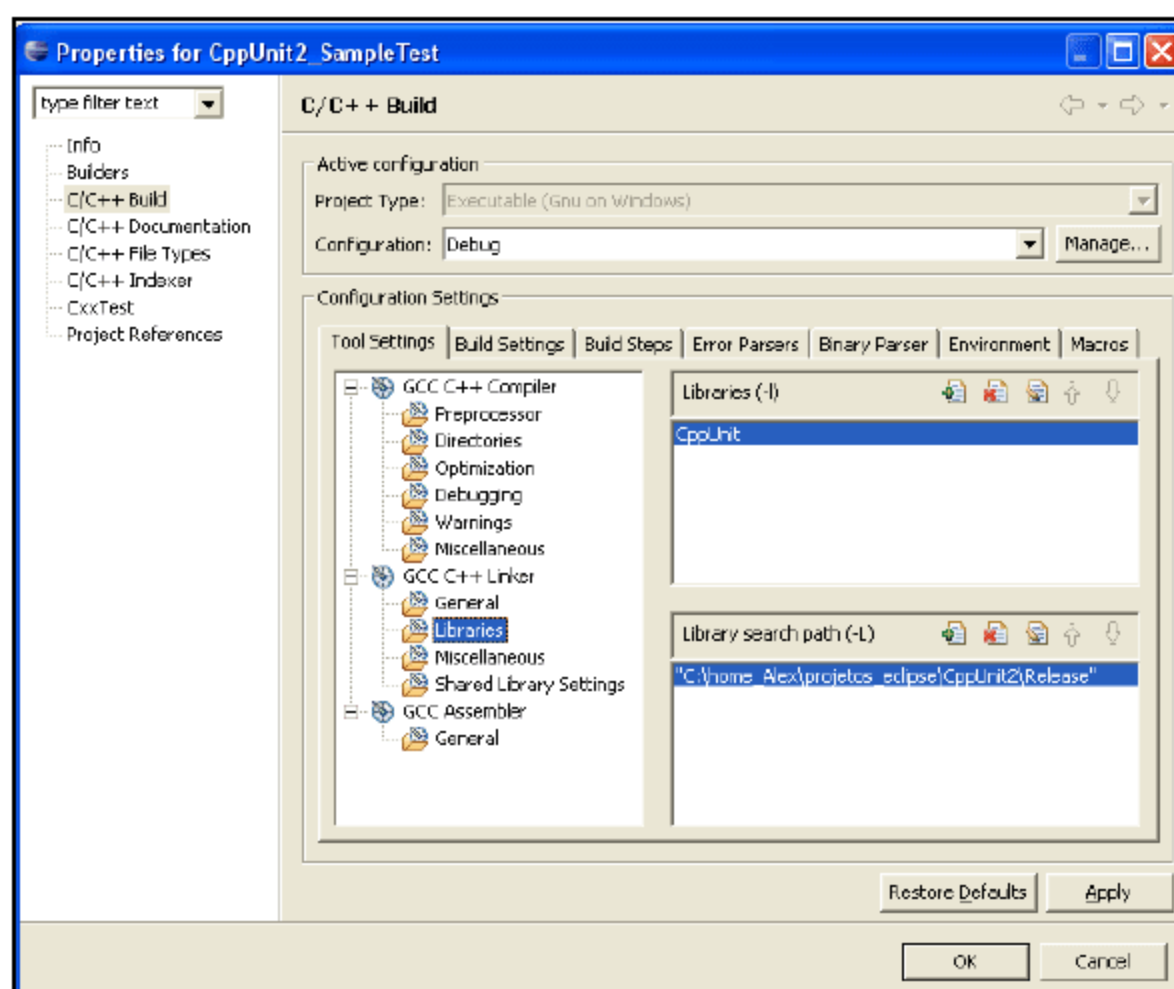 Properties for CppUnit2_SampleTest
type filter text
Info
Builders
C/C++ Build
C/C++ Documentation
C/C++ File Types
C/C++ Indexer
CxxTest
Project References
C/C++ Build
Active configuration
Project Type: Executable (Gnu on Windows)
Configuration: Debug Manage...
Configuration Settings
Tool Settings Build Settings Build Steps Error Parsers Binary Parser Environment Macros
GCC C++ Compiler
Preprocessor
Directories
Optimization
Debugging
Warnings
Miscellaneous
GCC C++ Linker
General
Libraries
Miscellaneous
Shared Library Settings
GCC Assembler
General
Libraries (-l)
CppUnit
Library search path (-L)
"C:\home_Alex\projetos_eclipse\CppUnit2\Release"
Restore Defaults Apply
OK Cancel